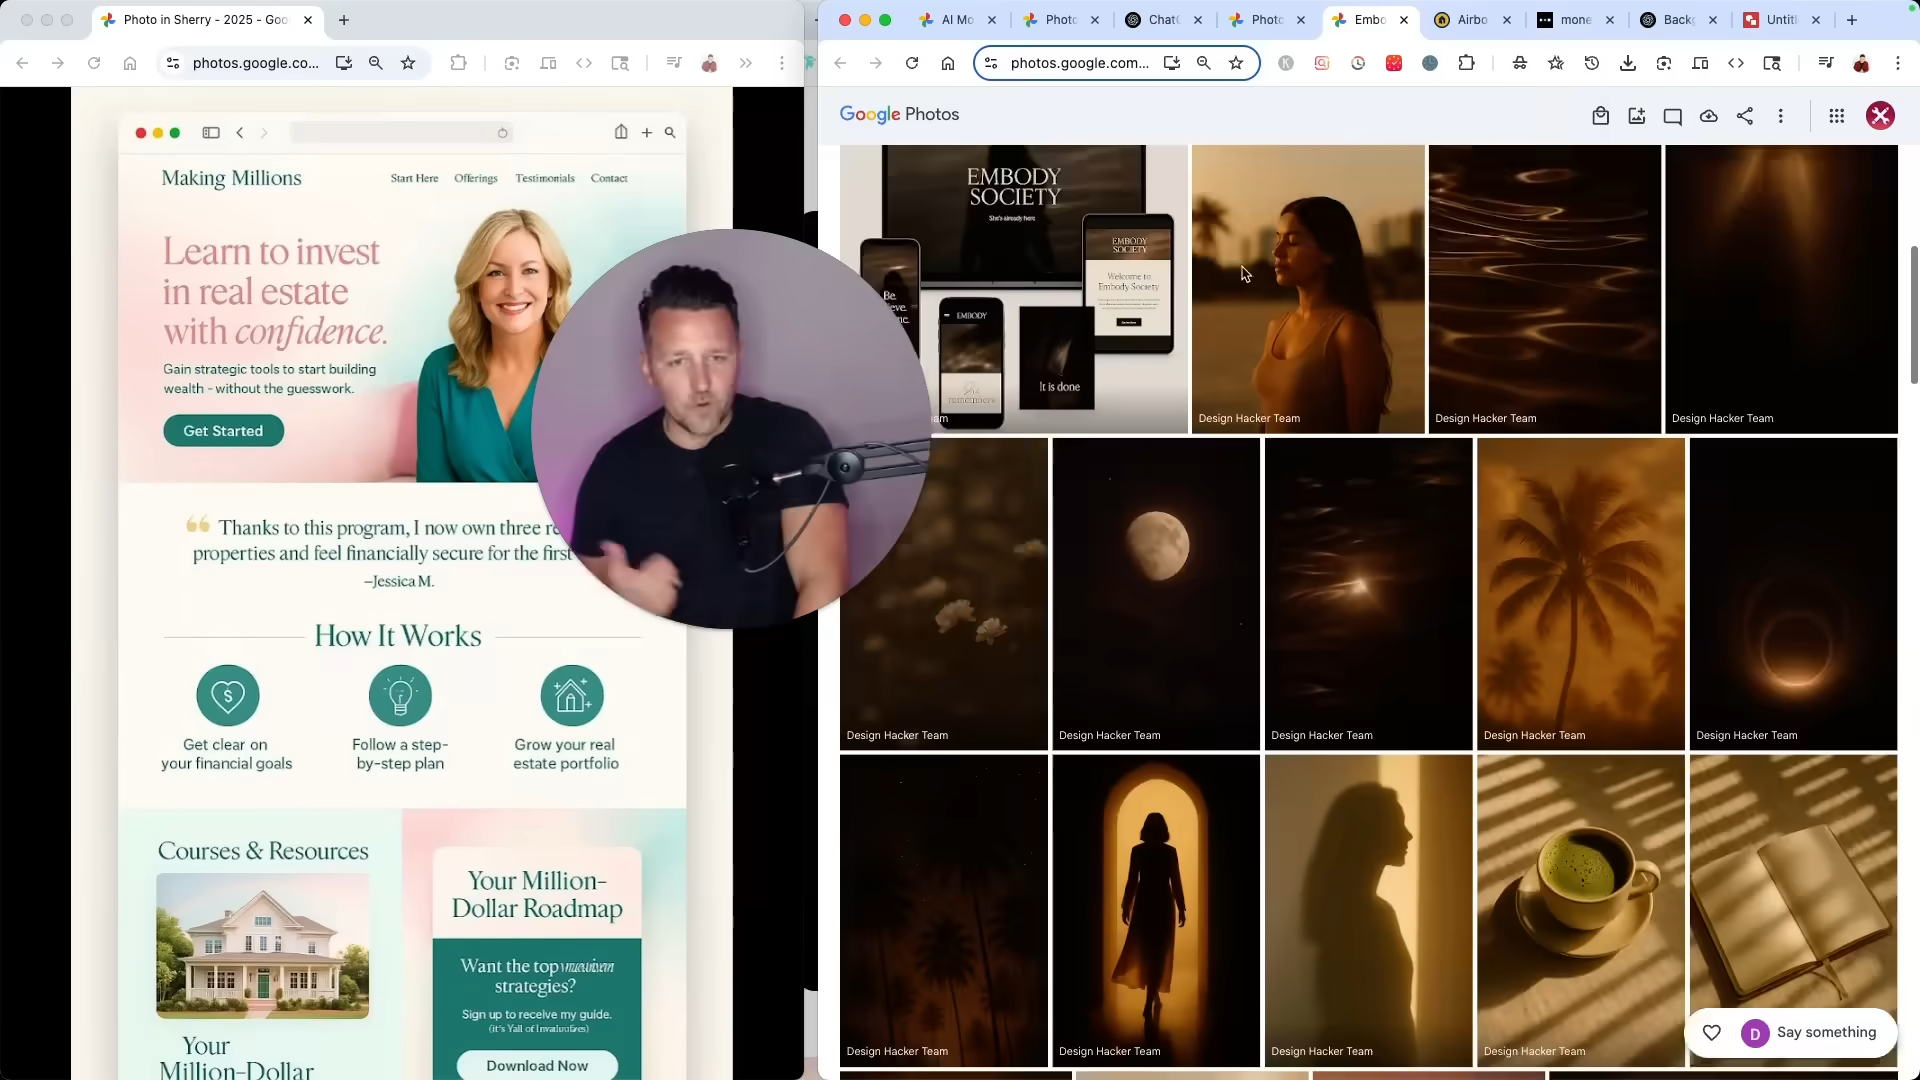 Photo in Sherry - 2025 - Goo
photos.google.co...
Making Millions
Start Here
Offerings
Testimonials
Contact
Learn to invest
in real estate
with confidence.
Gain strategic tools to start building
wealth - without the guesswork.
Get Started
Thanks to this program, I now own three re
properties and feel financially secure for the first
–Jessica M.
How It Works
Get clear on
your financial goals
Follow a step-
by-step plan
Grow your real
estate portfolio
Courses & Resources
Your
Million-Dollar
Your Million-
Dollar Roadmap
Want the top
strategies?
Sign up to receive my guide.
Download Now
AI Mo
Photo
Chat
Photo
Embo
Airbo
mone
Back
Untitl
photos.google.com...
Google Photos
EMBODY
SOCIETY
She's already here
Be.
EMBODY
EMBODY
SOCIETY
Welcome to
Embody Society
It is done
am
Design Hacker Team
Design Hacker Team
Design Hacker Team
Design Hacker Team
Design Hacker Team
Design Hacker Team
Design Hacker Team
Design Hacker Team
Design Hacker Team
Design Hacker Team
Design Hacker Team
Design Hacker Team
D
Say something